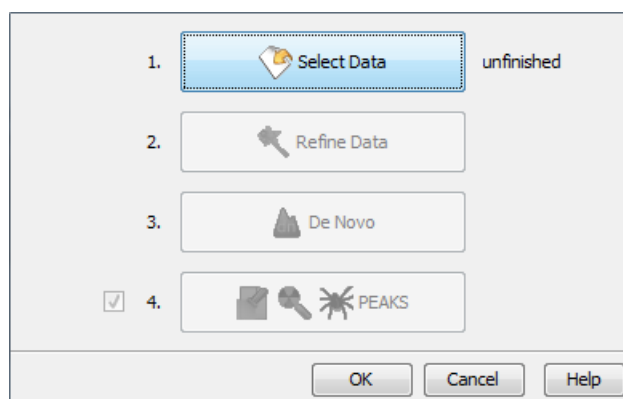 1. Select Data unfinished
2. Refine Data
3. De Novo
4. PEAKS
OK Cancel Help